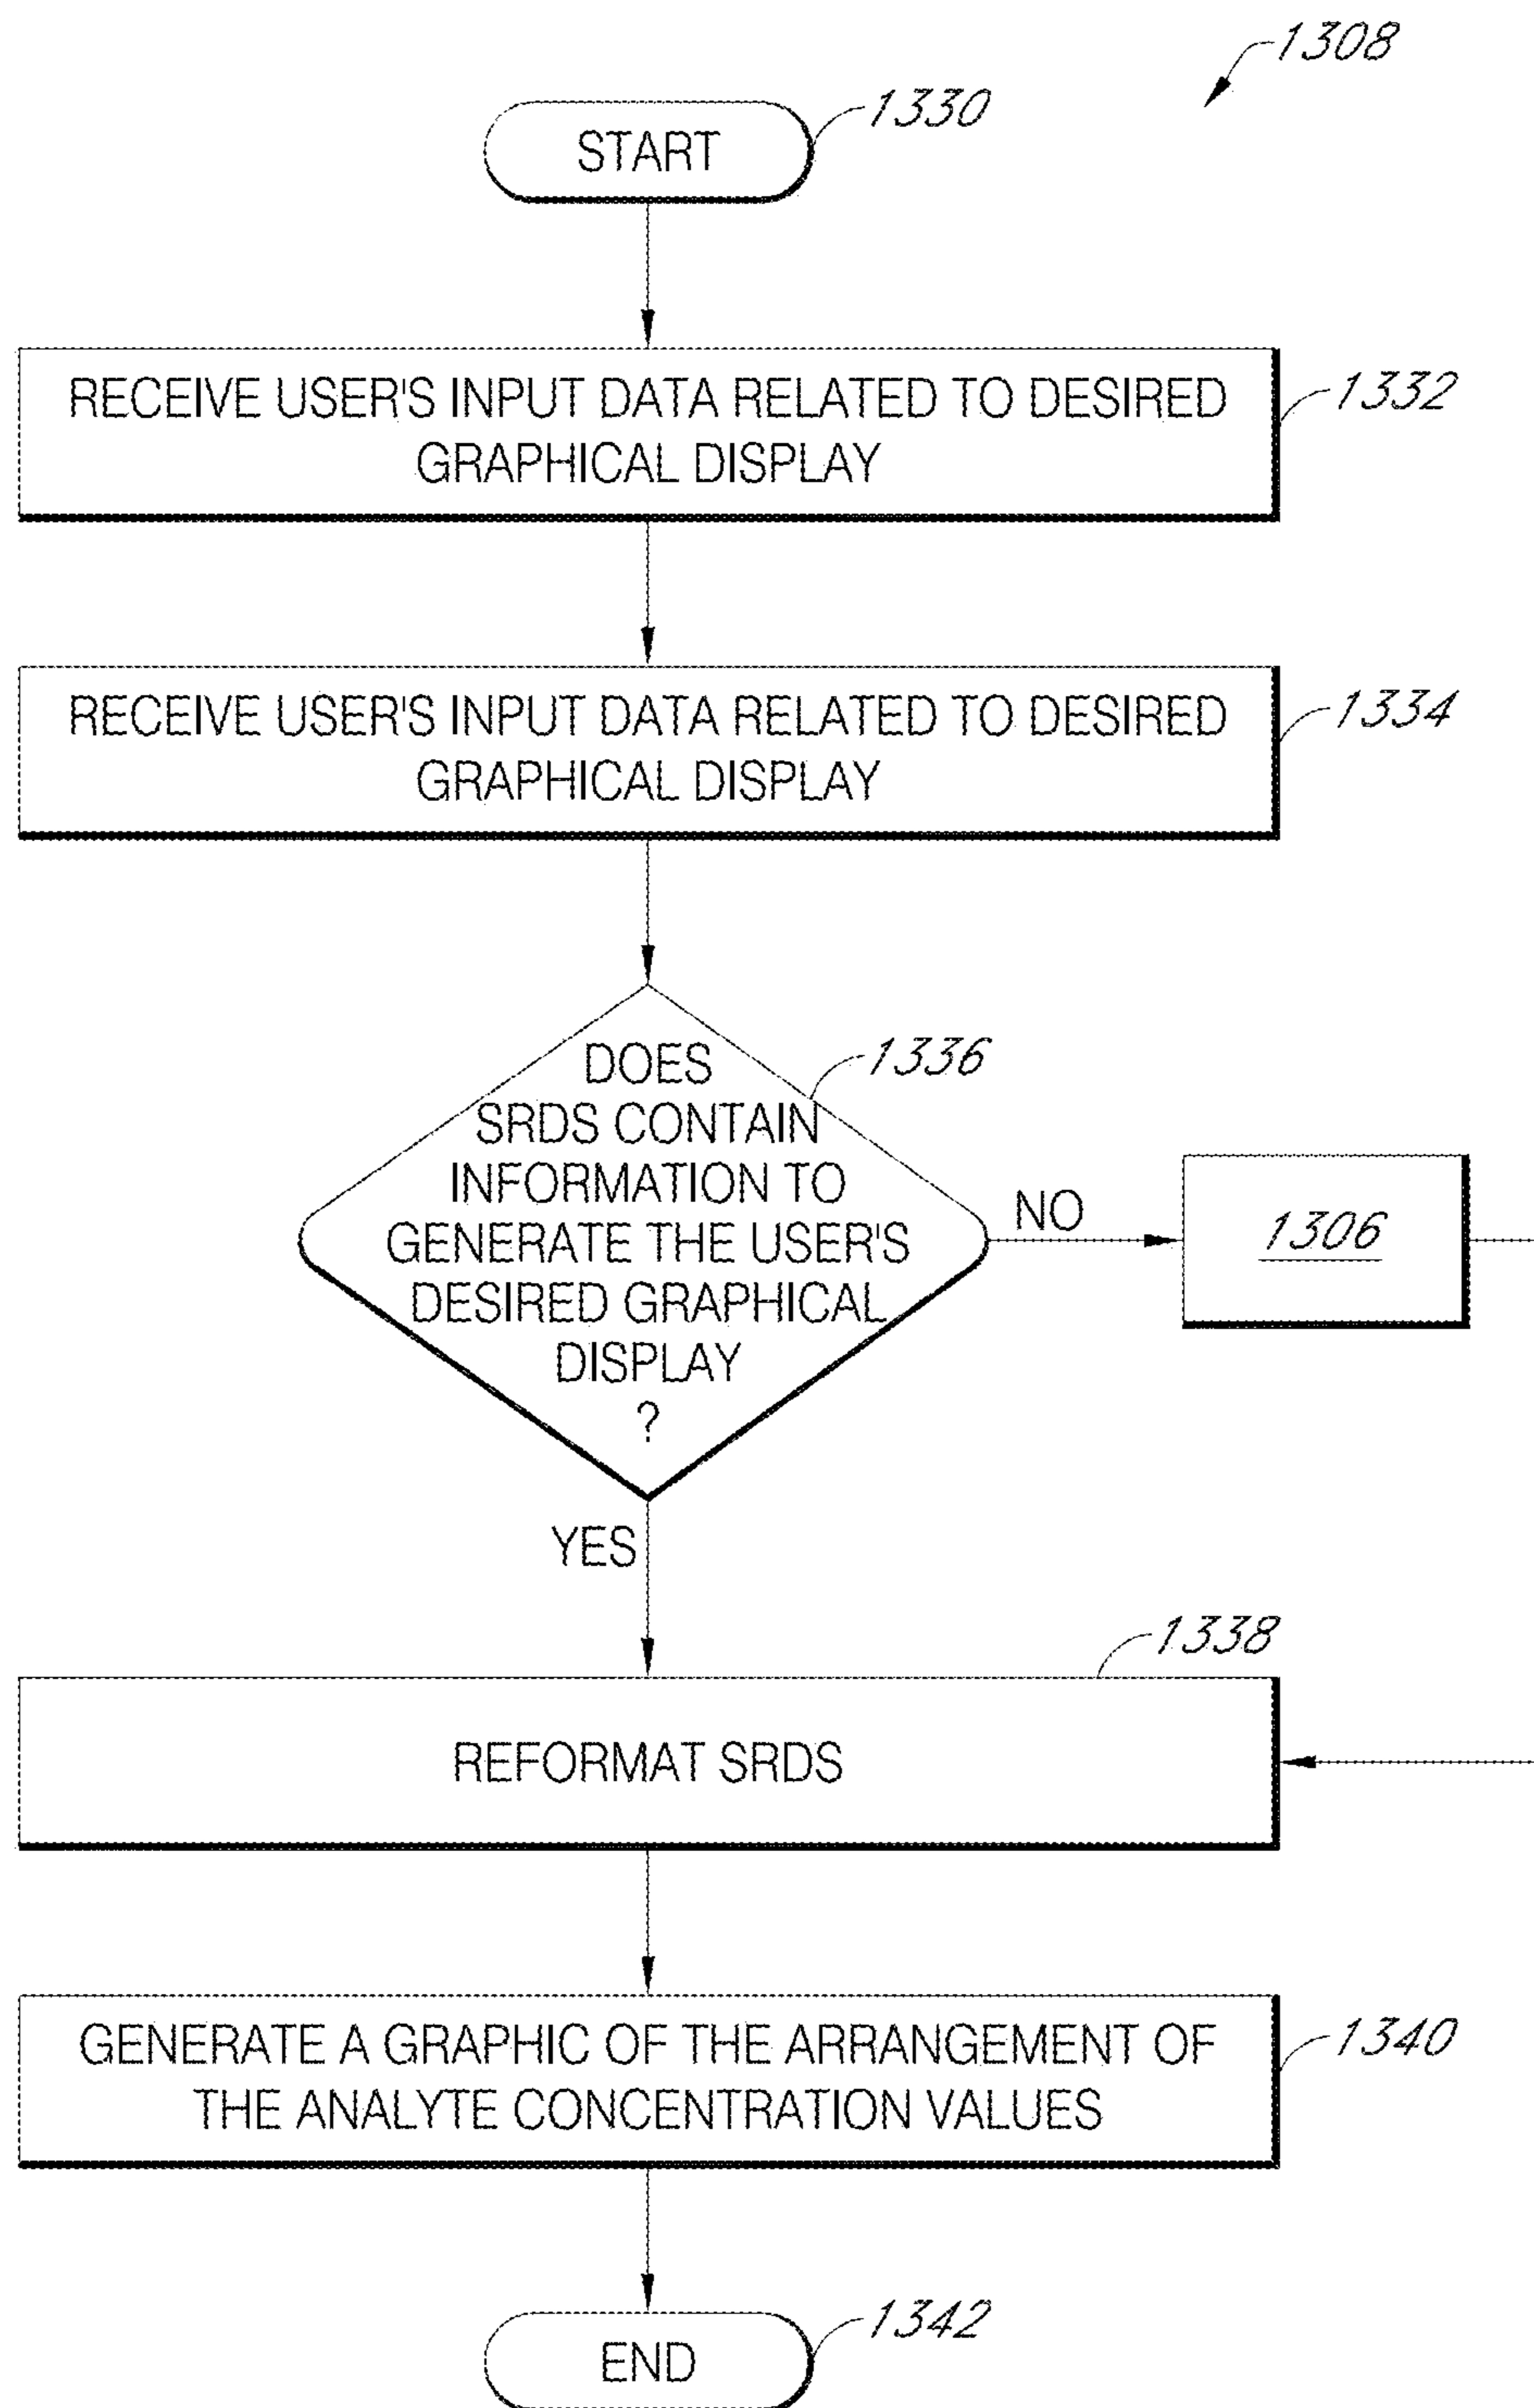 1308
START
1330
RECEIVE USER'S INPUT DATA RELATED TO DESIRED
GRAPHICAL DISPLAY
1332
RECEIVE USER'S INPUT DATA RELATED TO DESIRED
GRAPHICAL DISPLAY
1334
DOES
SRDS CONTAIN
INFORMATION TO
GENERATE THE USER'S
DESIRED GRAPHICAL
DISPLAY
?
1336
NO
1306
YES
1338
REFORMAT SRDS
GENERATE A GRAPHIC OF THE ARRANGEMENT OF
THE ANALYTE CONCENTRATION VALUES
1340
END
1342